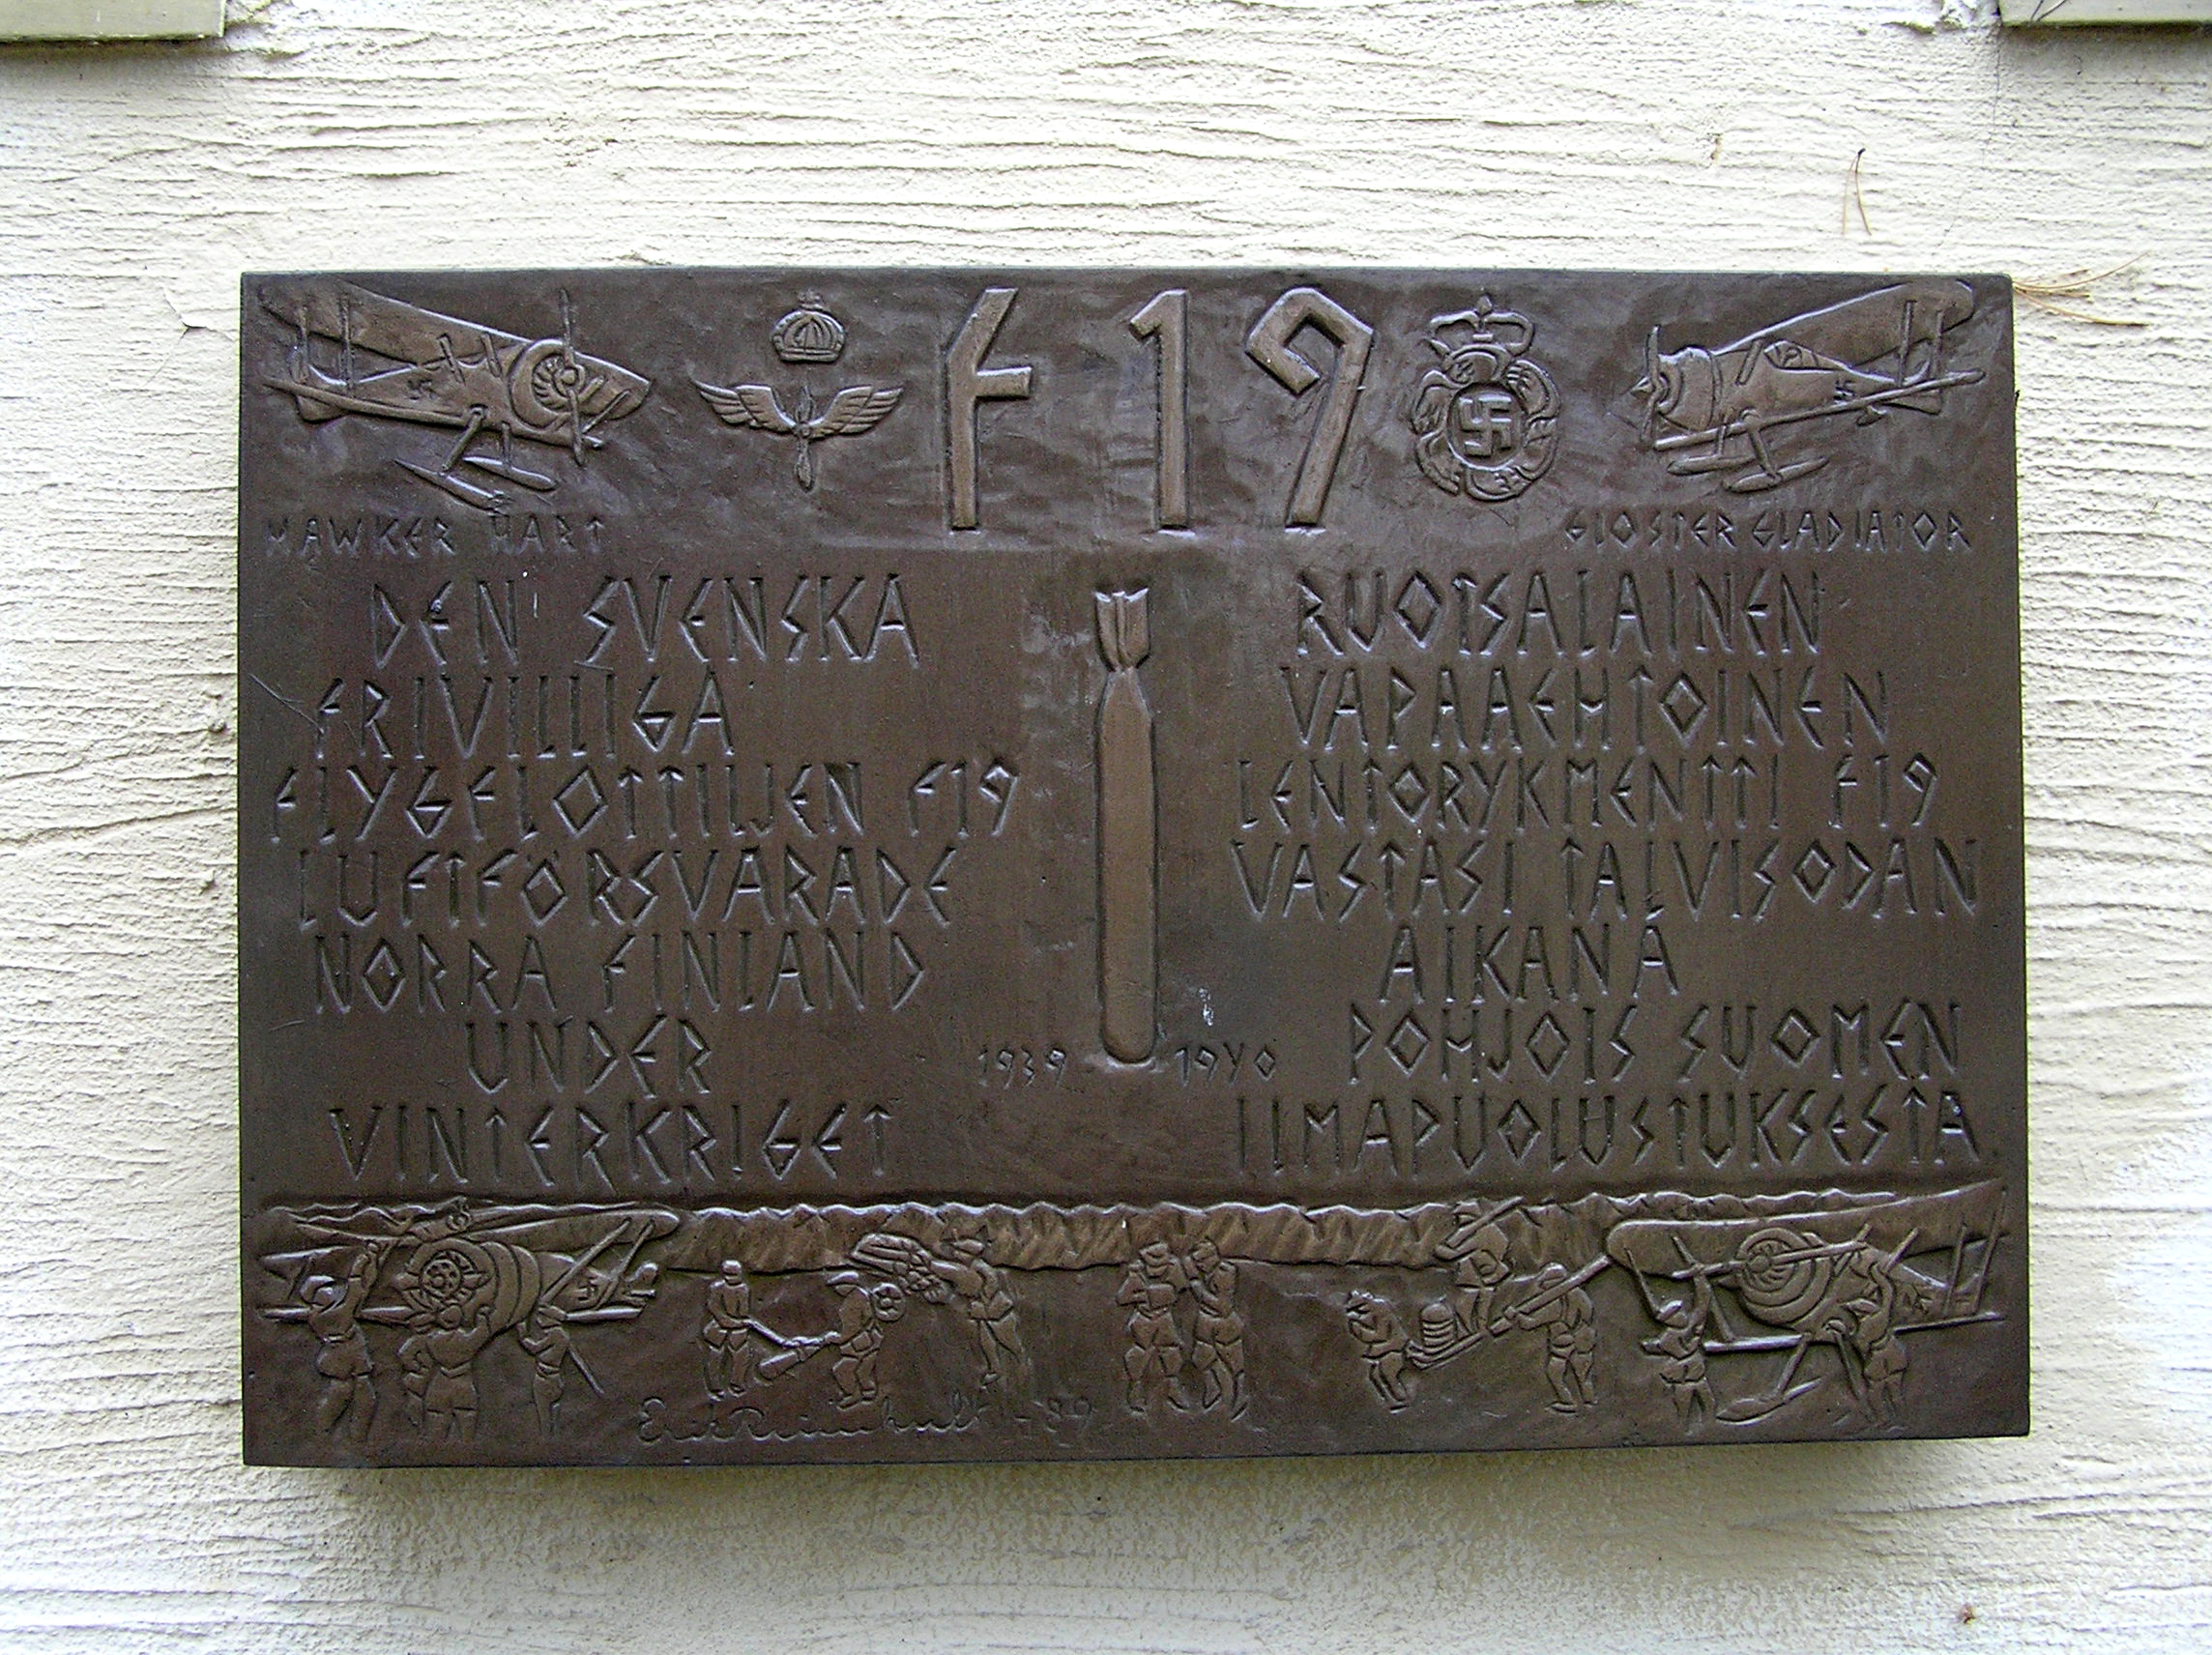 F 19
HAWKER HART
GLOSTER GLADIATOR
DEN SVENSKA
FRIVILLIGA
FLYGFLOTTILJEN F19
LUFTFÖRSVARADE
NORRA FINLAND
UNDER
VINTERKRIGET
1939 1940
RUOTSALAINEN
VAPAAEHTOINEN
LENTORYKMENTTI F19
VASTASI TALVISODAN
AIKANA
POHJOIS SUOMEN
ILMAPUOLUSTUKSESTA
-89